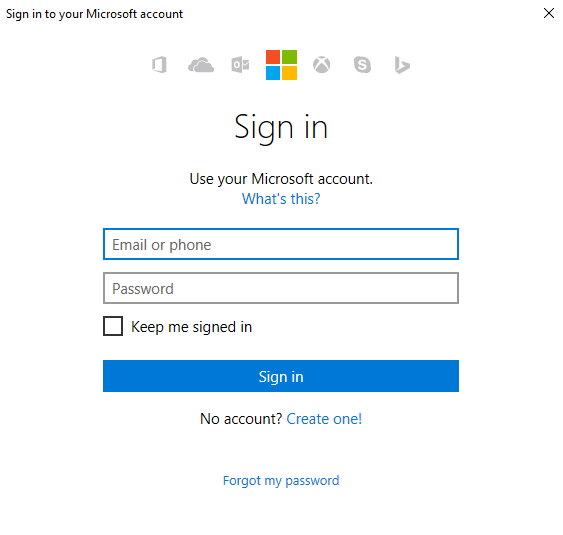 Sign in to your Microsoft account
Sign in
Use your Microsoft account.
What's this?
Email or phone
Password
Keep me signed in
Sign in
No account? Create one!
Forgot my password